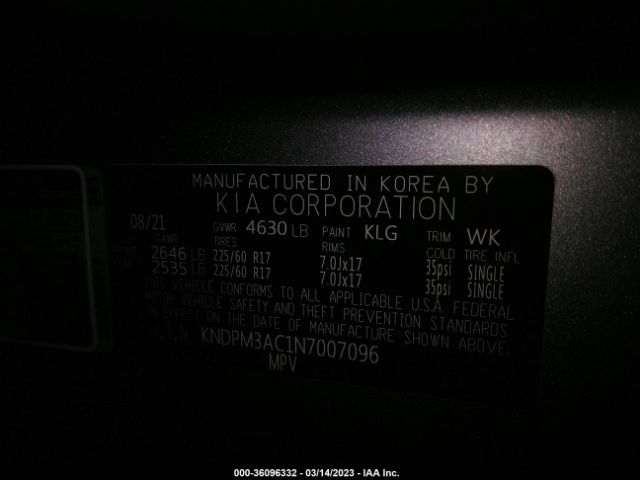 MANUFACTURED IN KOREA BY
KIA CORPORATION
08/21 GVWR 4630 LB PAINT KLG TRIM WK
GAWR TIRES RIMS COLD TIRE INFL
FRONT 2646 LB 225/60 R17 7.0Jx17 35psi SINGLE
REAR 2535 LB 225/60 R17 7.0Jx17 35psi SINGLE
THIS VEHICLE CONFORMS TO ALL APPLICABLE U.S.A. FEDERAL
MOTOR VEHICLE SAFETY AND THEFT PREVENTION STANDARDS
IN EFFECT ON THE DATE OF MANUFACTURE SHOWN ABOVE.
V.I.N KNDPM3AC1N7007096
MPV
000-36096332 - 03/14/2023 - IAA Inc.